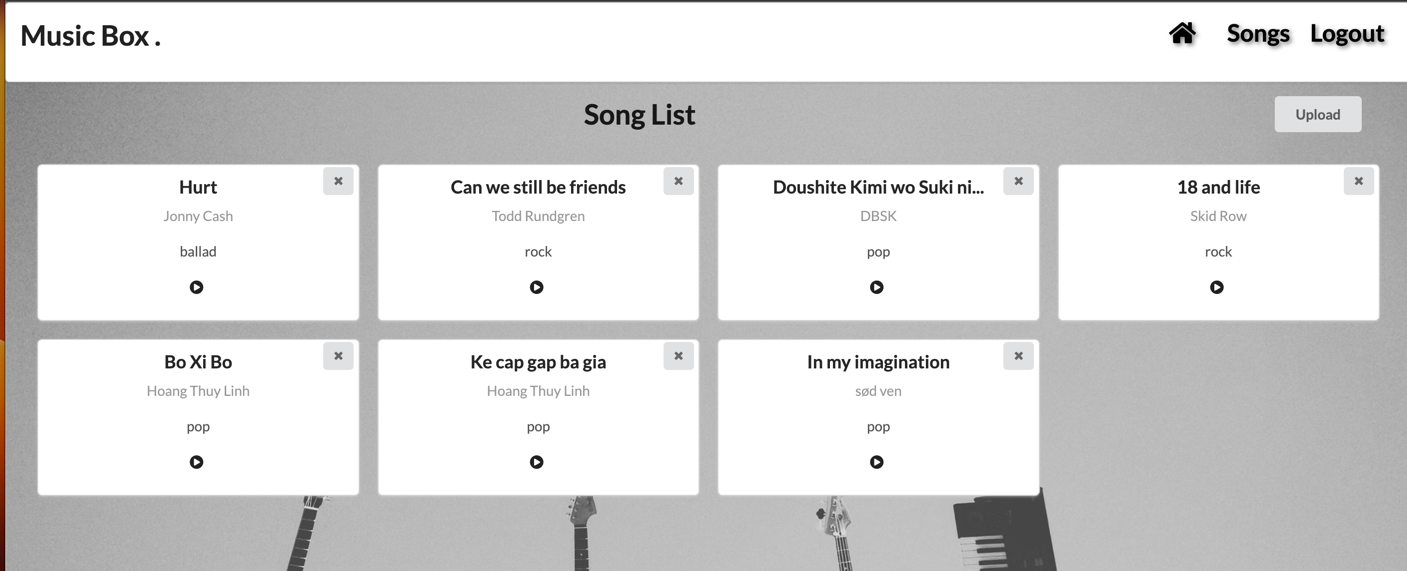 Music Box .
Songs
Logout
Song List
Upload
Hurt
Jonny Cash
ballad
Can we still be friends
Todd Rundgren
rock
Doushite Kimi wo Suki ni...
DBSK
pop
18 and life
Skid Row
rock
Bo Xi Bo
Hoang Thuy Linh
pop
Ke cap gap ba gia
Hoang Thuy Linh
pop
In my imagination
sød ven
pop